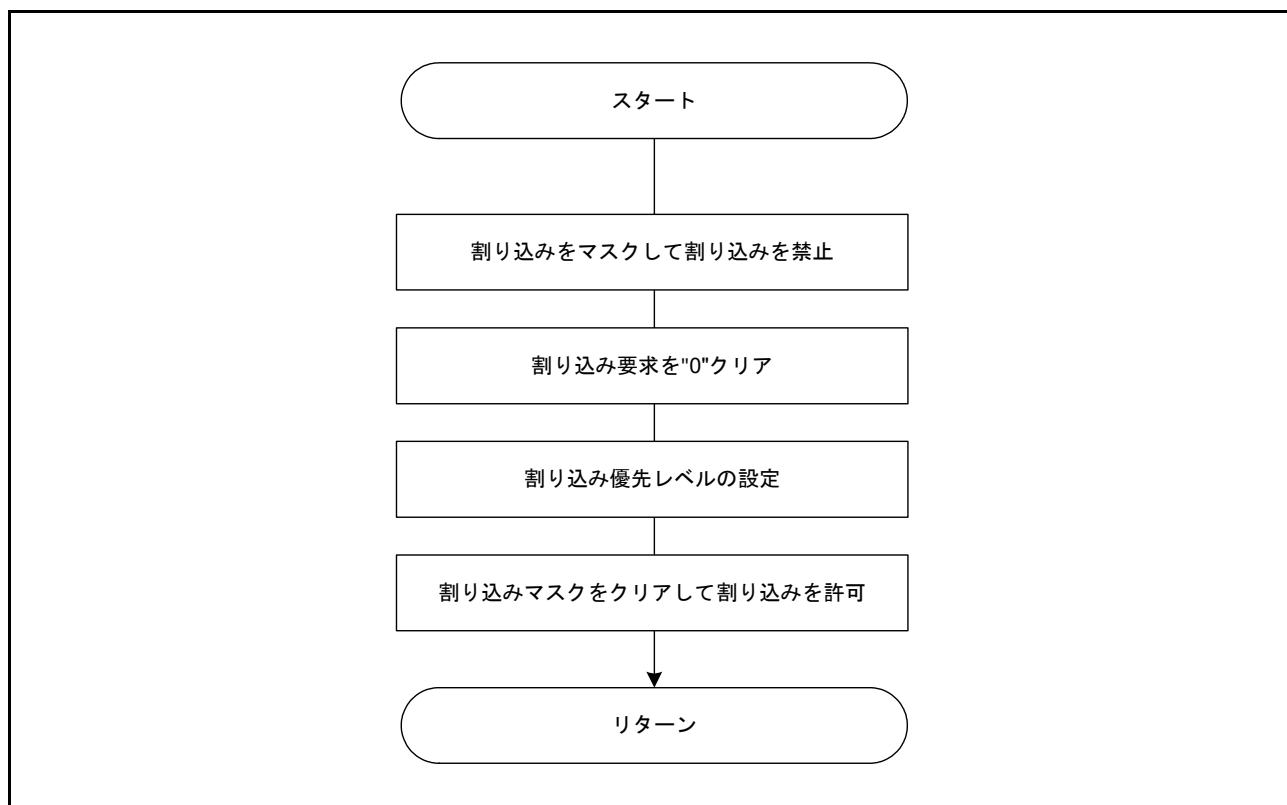 スタート
割り込みをマスクして割り込みを禁止
割り込み要求を"0"クリア
割り込み優先レベルの設定
割り込みマスクをクリアして割り込みを許可
リターン